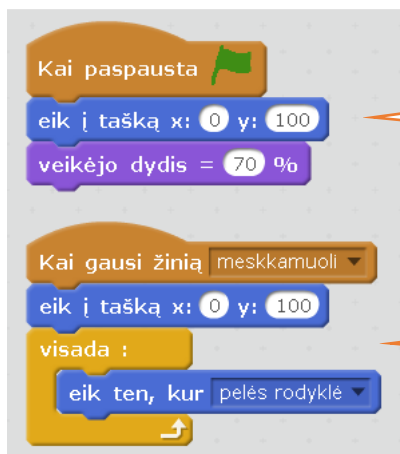 Kai paspausta
eik į tašką x: 0 y: 100
veikėjo dydis = 70 %
Kai gausi žinią meskkamuoli
eik į tašką x: 0 y: 100
visada :
eik ten, kur pelės rodyklė